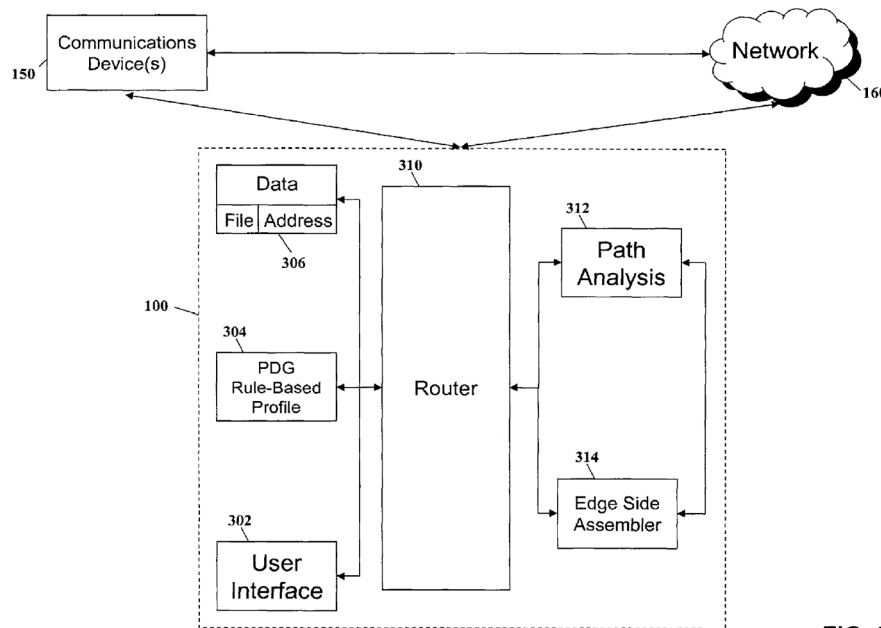 Communications
Device(s)
150
Network
160
Data
File Address
306
310
Router
312
Path
Analysis
100
304
PDG
Rule-Based
Profile
314
Edge Side
Assembler
302
User
Interface